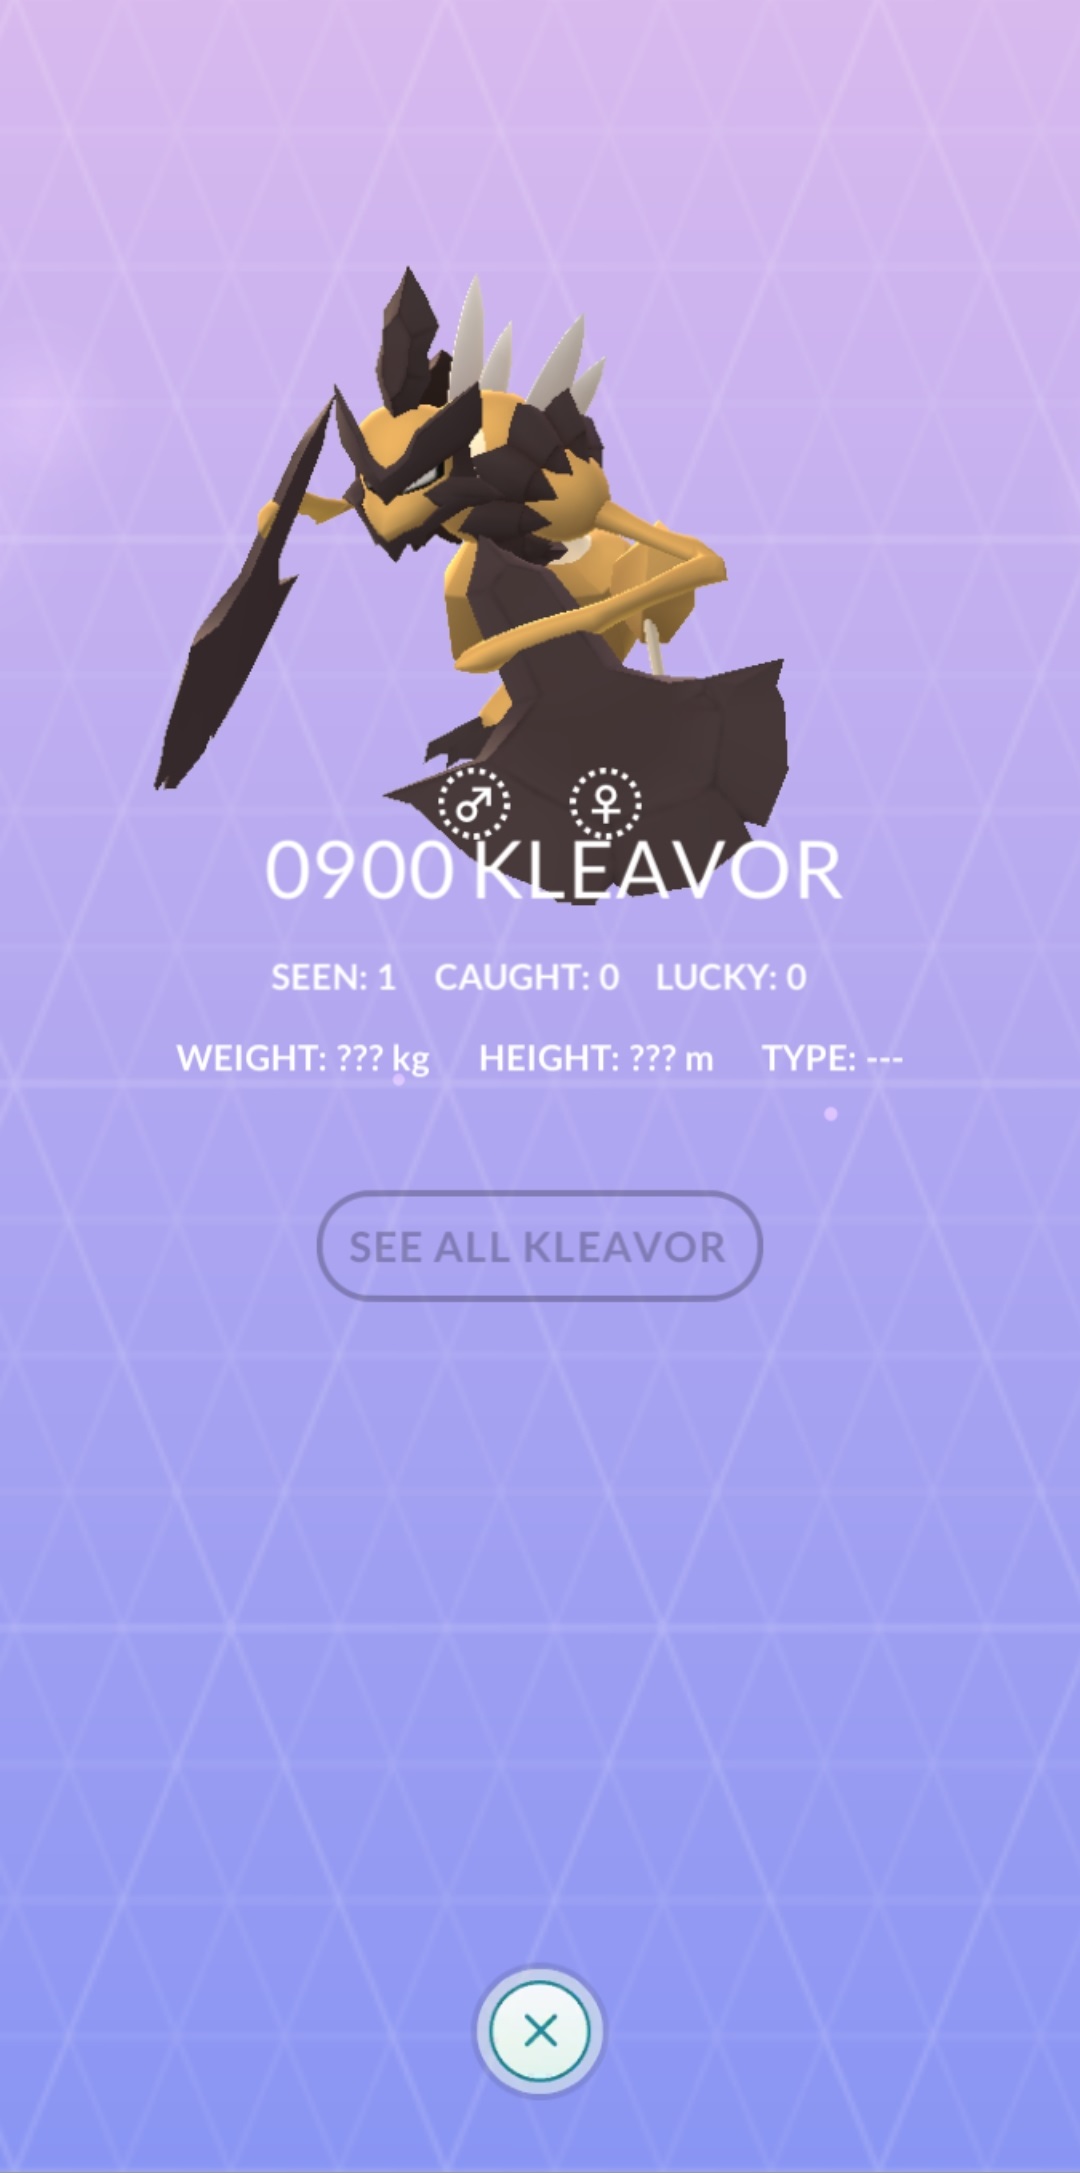 0900 KLEAVOR
SEEN: 1 CAUGHT: 0 LUCKY: 0
WEIGHT: ??? kg HEIGHT: ??? m TYPE: ---
SEE ALL KLEAVOR